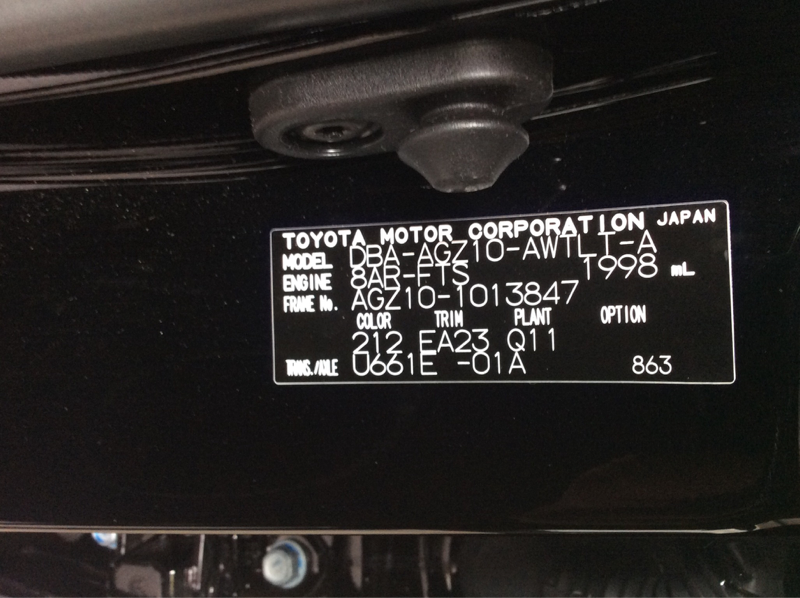 TOYOTA MOTOR CORPORATION JAPAN
MODEL DBA-AGZ10-AWTLT-A
ENGINE 8AR-FTS 1998 mL
FRAME No. AGZ10-1013847
COLOR TRIM PLANT OPTION
212 EA23 Q11
TRANS./AXLE U661E -01A 863